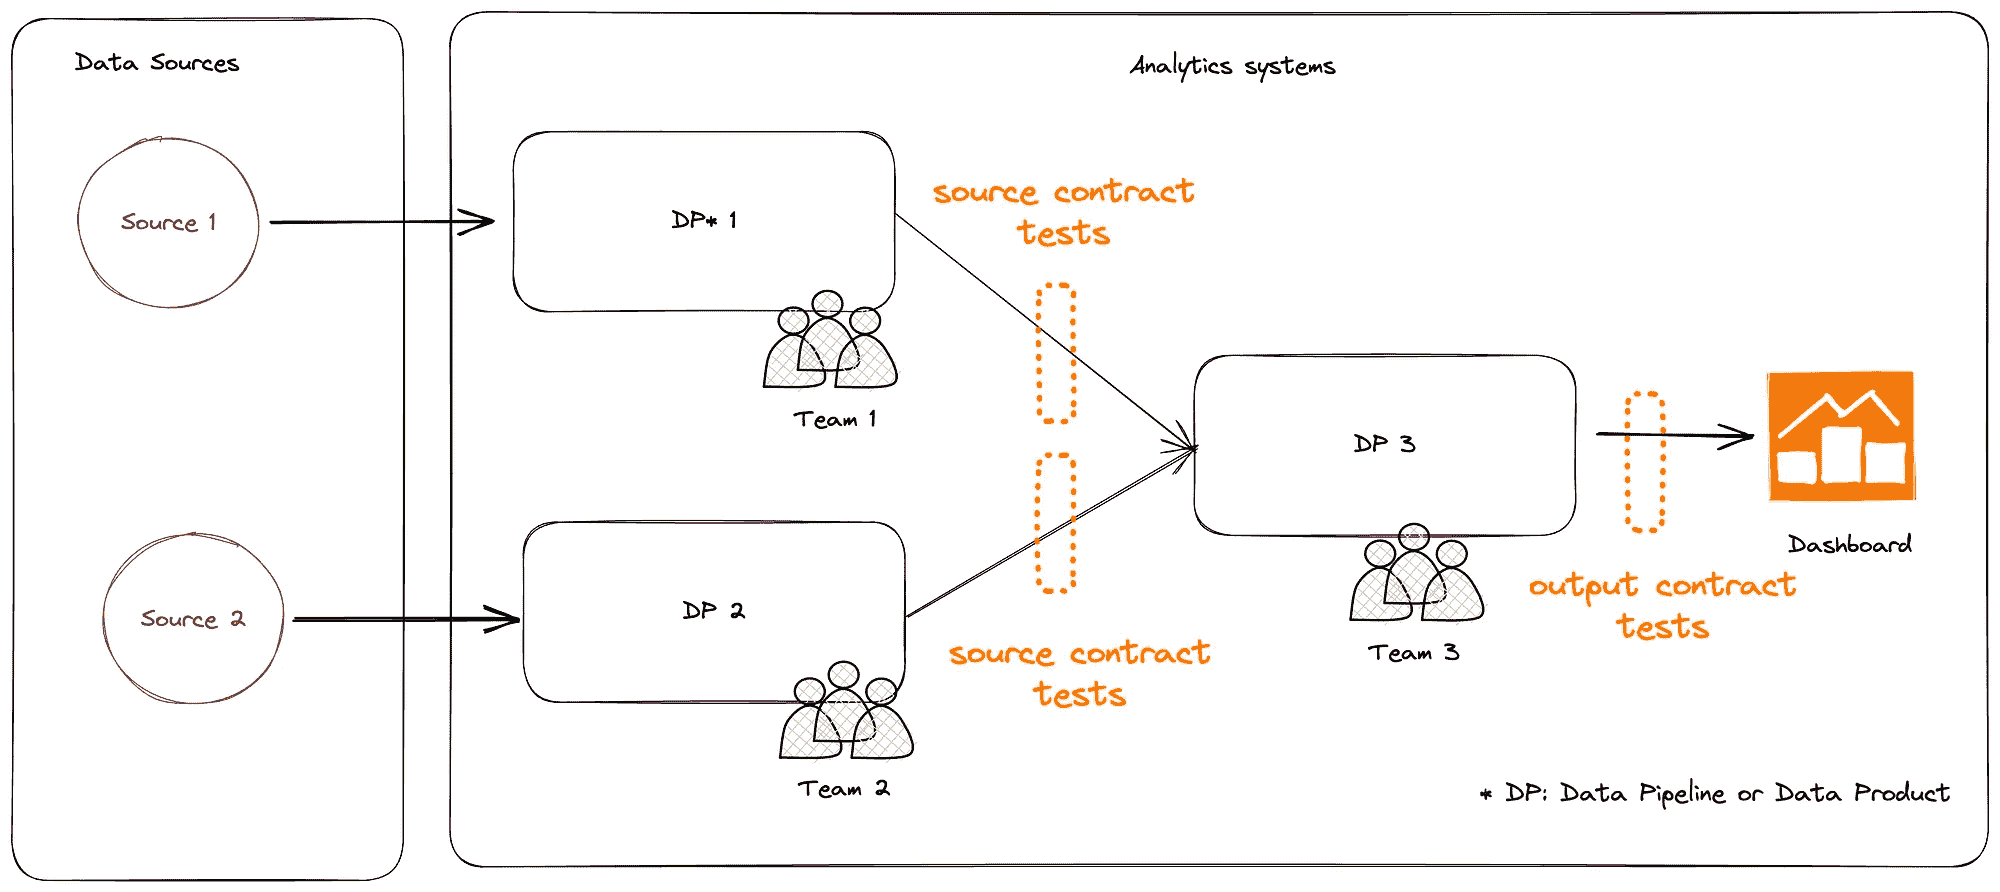 Data Sources
Analytics systems
Source 1
DP* 1
source contract
tests
Team 1
DP 3
Dashboard
output contract
tests
Team 3
Source 2
DP 2
source contract
tests
Team 2
* DP: Data Pipeline or Data Product